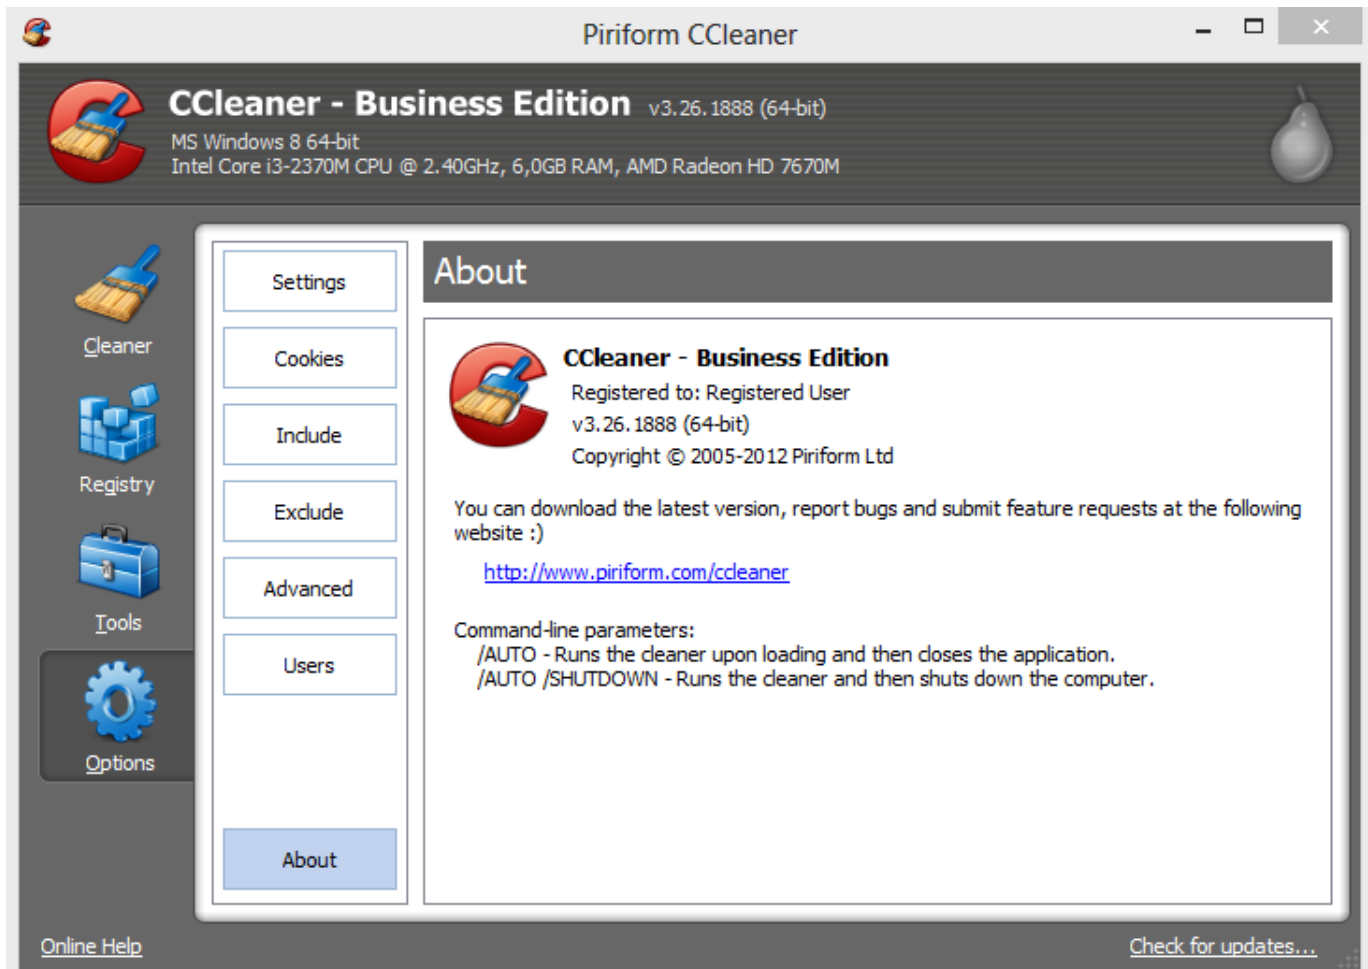 Piriform CCleaner
CCleaner - Business Edition v3.26.1888 (64-bit)
MS Windows 8 64-bit
Intel Core i3-2370M CPU @ 2.40GHz, 6,0GB RAM, AMD Radeon HD 7670M
Cleaner
Registry
Tools
Options
Settings
Cookies
Include
Exclude
Advanced
Users
About
About
CCleaner - Business Edition
Registered to: Registered User
v3.26.1888 (64-bit)
Copyright © 2005-2012 Piriform Ltd
You can download the latest version, report bugs and submit feature requests at the following
website :)
http://www.piriform.com/ccleaner
Command-line parameters:
/AUTO - Runs the cleaner upon loading and then closes the application.
/AUTO /SHUTDOWN - Runs the cleaner and then shuts down the computer.
Online Help
Check for updates...